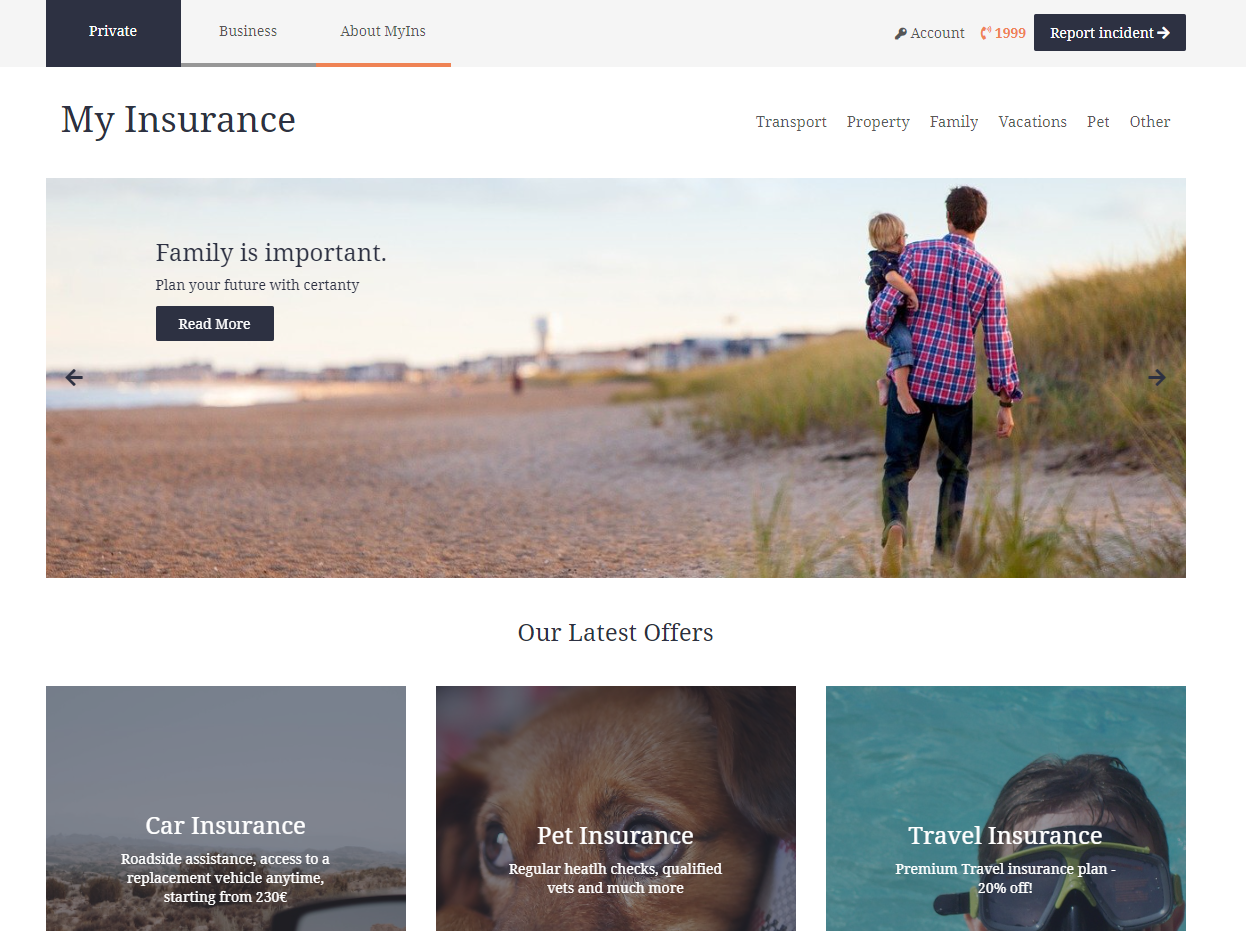 Private
Business
About MyIns
Account
1999
Report incident
My Insurance
Transport
Property
Family
Vacations
Pet
Other
Family is important.
Plan your future with certanty
Read More
Our Latest Offers
Car Insurance
Roadside assistance, access to a
replacement vehicle anytime,
starting from 230€
Pet Insurance
Regular heatlh checks, qualified
vets and much more
Travel Insurance
Premium Travel insurance plan -
20% off!